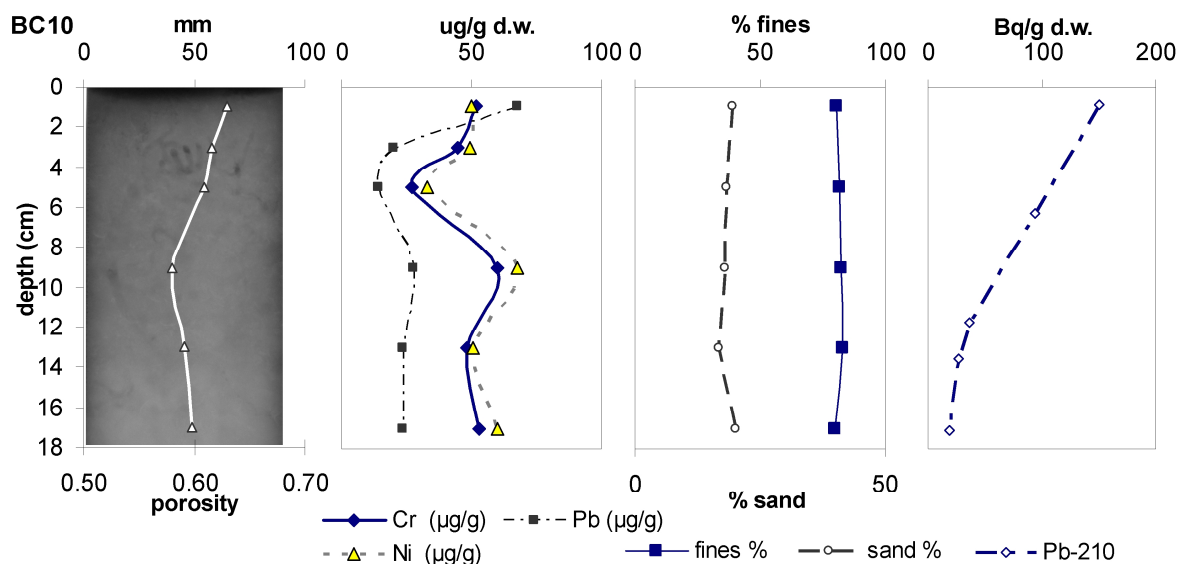 BC10 mm ug/g d.w. % fines Bq/g d.w.
0 50 100 0 50 100 0 50 100 0 100 200
0
2
4
6
8
10
12
14
16
18
depth (cm)
0.50 0.60 0.70 0 50
porosity % sand
Cr (µg/g) Pb (µg/g)
Ni (µg/g) fines % sand % Pb-210